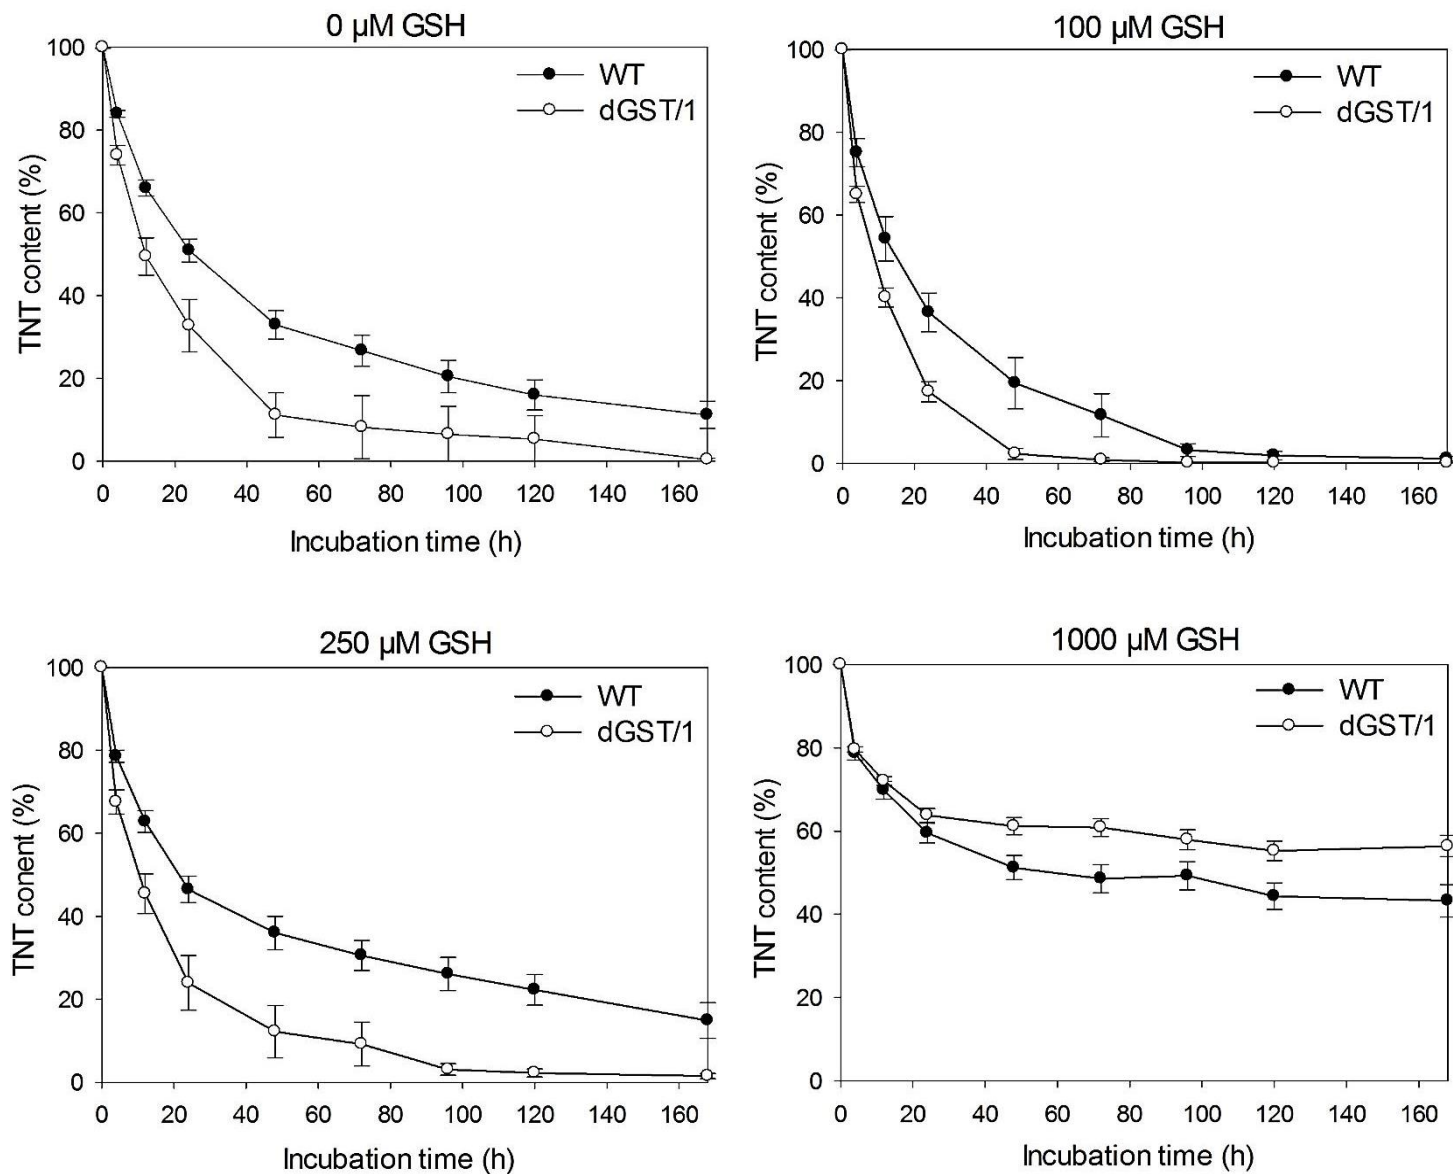 0 µM GSH
100
80
60
40
20
0
TNT content (%)
WT
dGST/1
0 20 40 60 80 100 120 140 160
Incubation time (h)
100 µM GSH
100
80
60
40
20
0
TNT content (%)
WT
dGST/1
0 20 40 60 80 100 120 140 160
Incubation time (h)
250 µM GSH
100
80
60
40
20
0
TNT conent (%)
WT
dGST/1
0 20 40 60 80 100 120 140 160
Incubation time (h)
1000 µM GSH
100
80
60
40
20
0
TNT content (%)
WT
dGST/1
0 20 40 60 80 100 120 140 160
Incubation time (h)